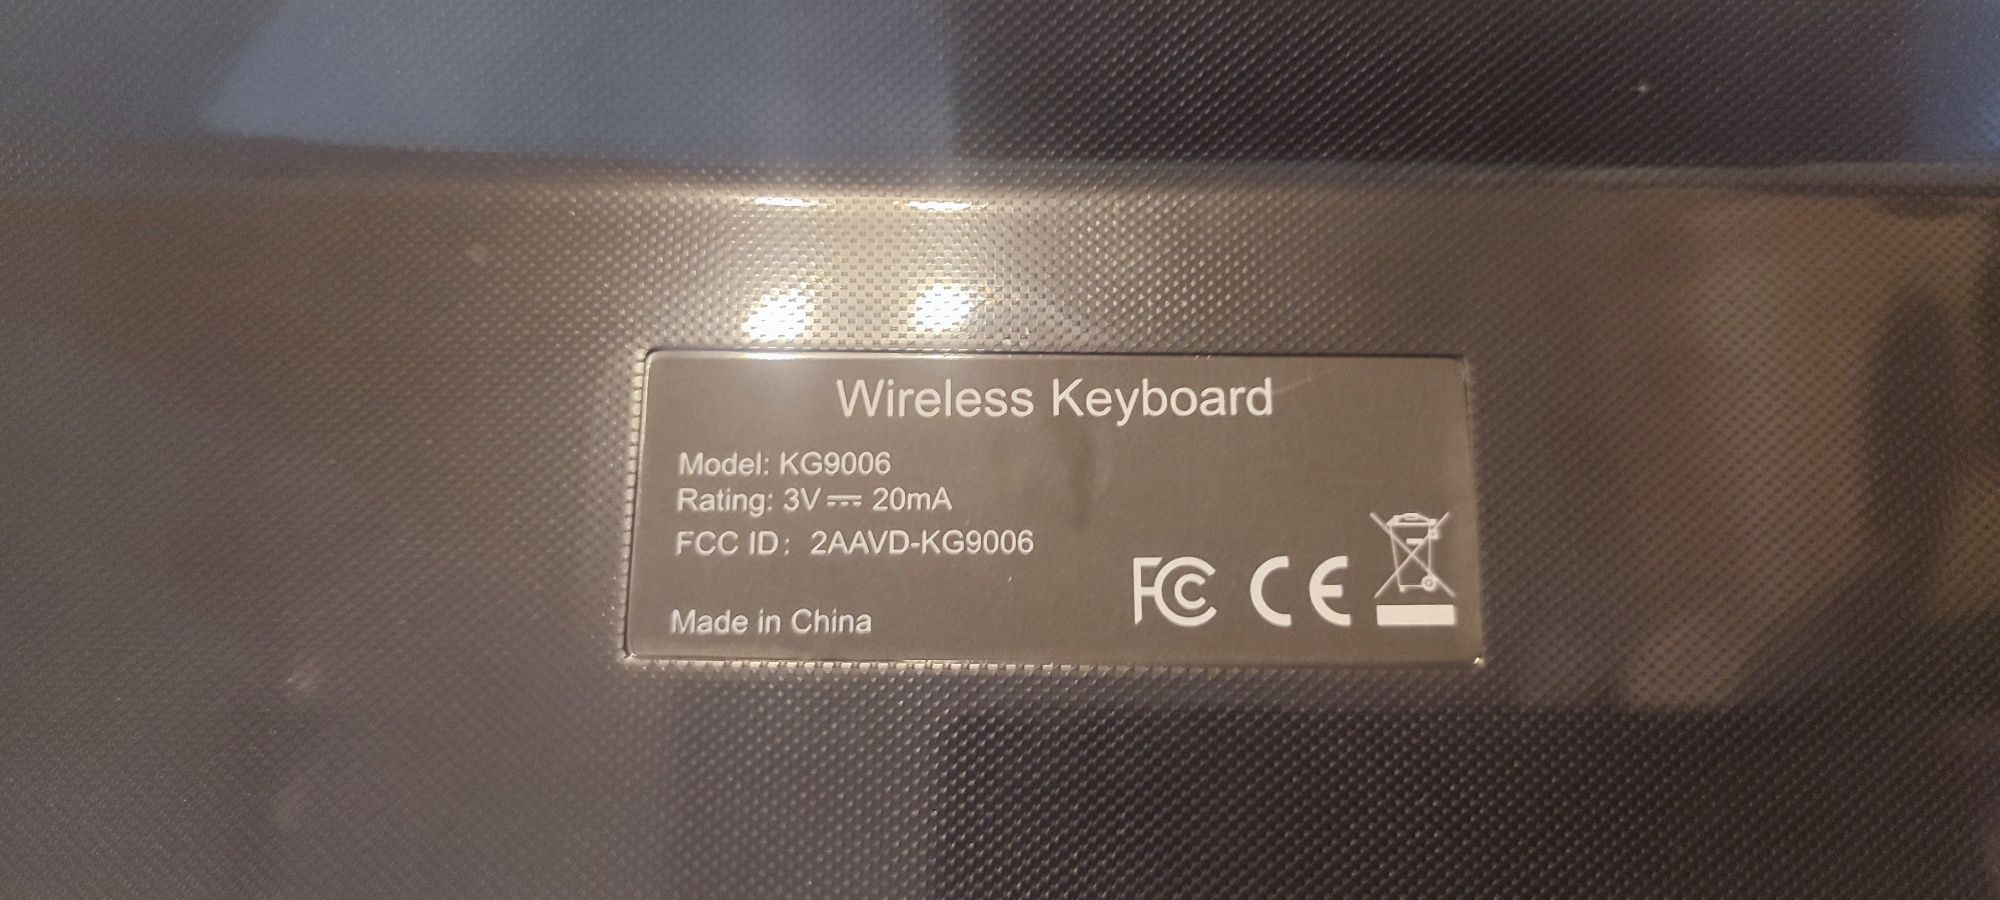 Wireless Keyboard
Model: KG9006
Rating: 3V ⎓ 20mA
FCC ID: 2AAVD-KG9006
FC CE
Made in China